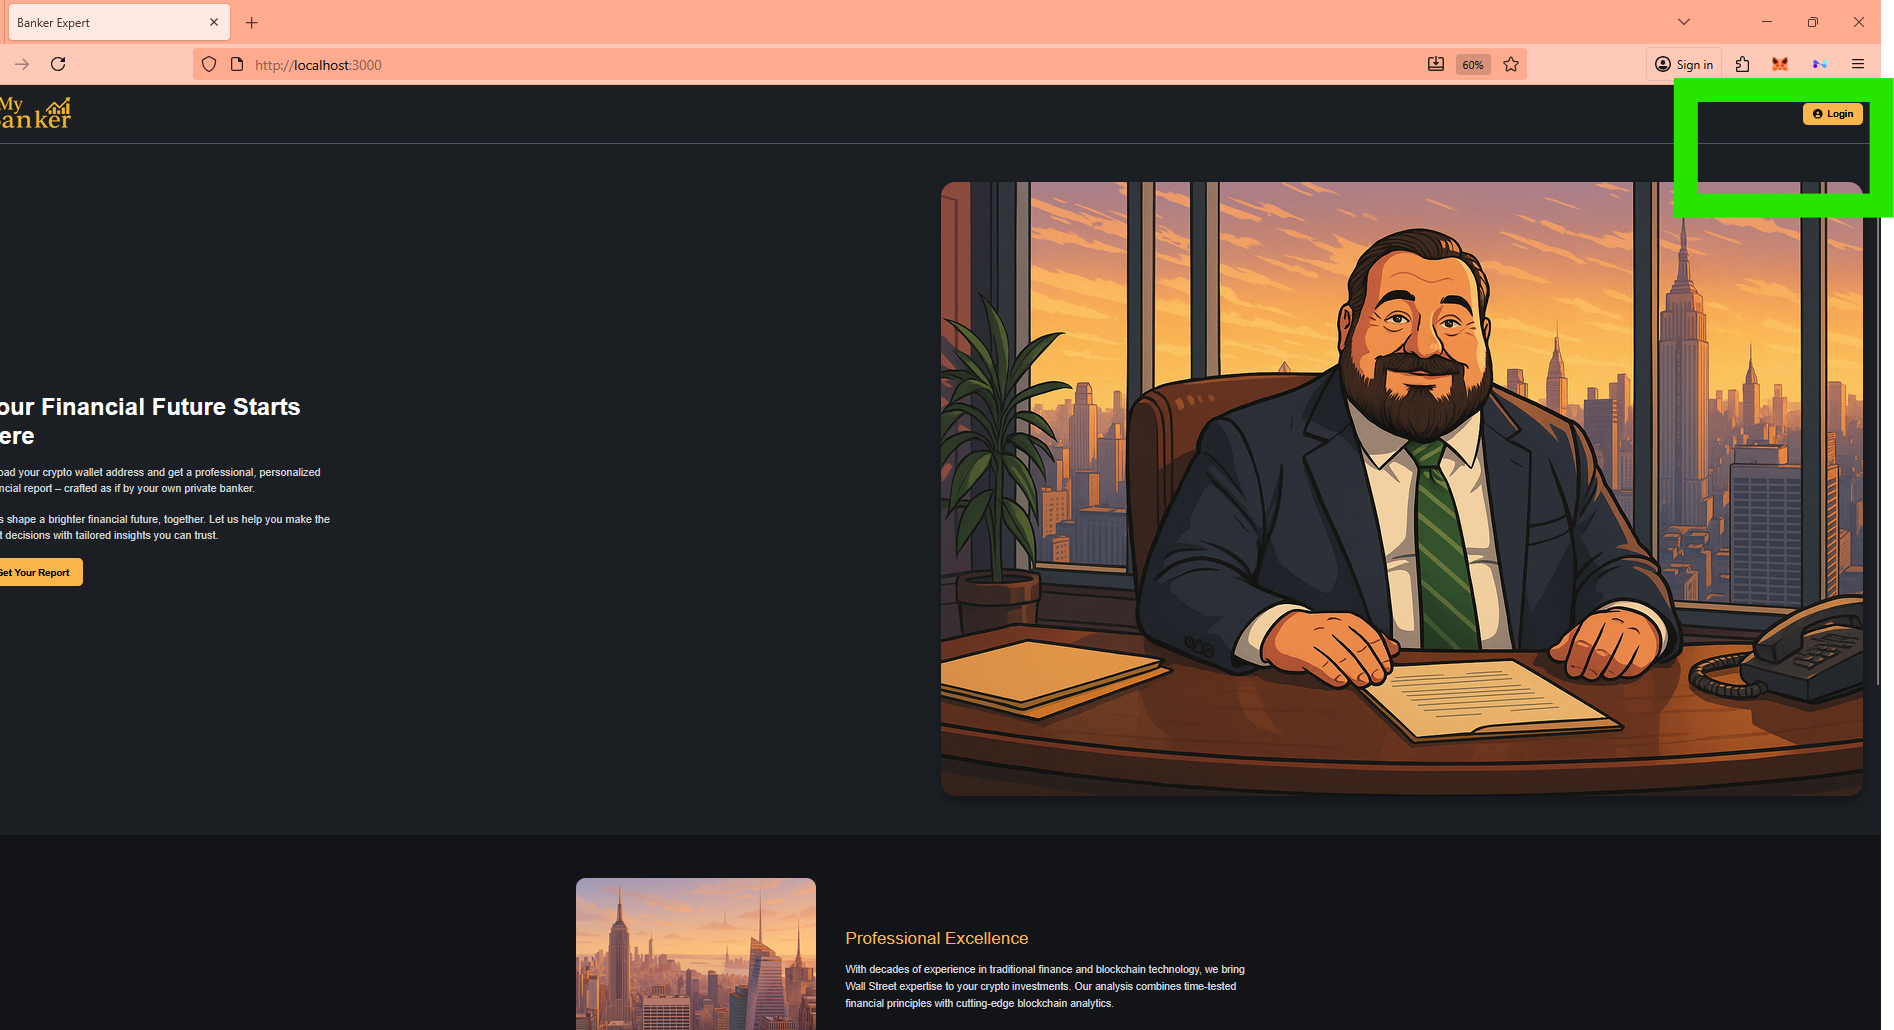 Banker Expert
http://localhost:3000
60%
Sign in
My
anker
Login
our Financial Future Starts
ere
oad your crypto wallet address and get a professional, personalized
ncial report – crafted as if by your own private banker.
s shape a brighter financial future, together. Let us help you make the
t decisions with tailored insights you can trust.
Get Your Report
Professional Excellence
With decades of experience in traditional finance and blockchain technology, we bring
Wall Street expertise to your crypto investments. Our analysis combines time-tested
financial principles with cutting-edge blockchain analytics.